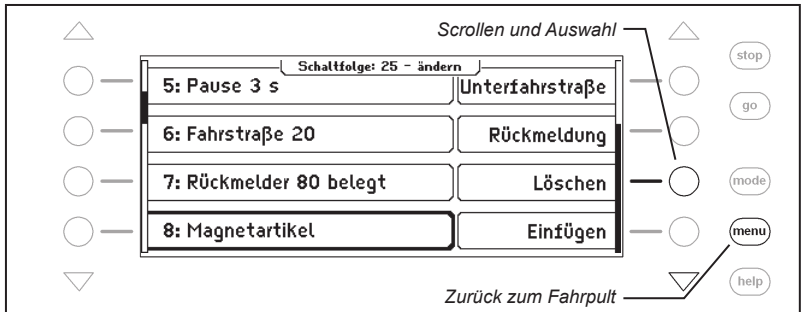 Scrollen und Auswahl
stop
Schaltfolge: 25 - ändern
5: Pause 3 s
Unterfahrstraße
go
6: Fahrstraße 20
Rückmeldung
7: Rückmelder 80 belegt
Löschen
mode
8: Magnetartikel
Einfügen
menu
help
Zurück zum Fahrpult